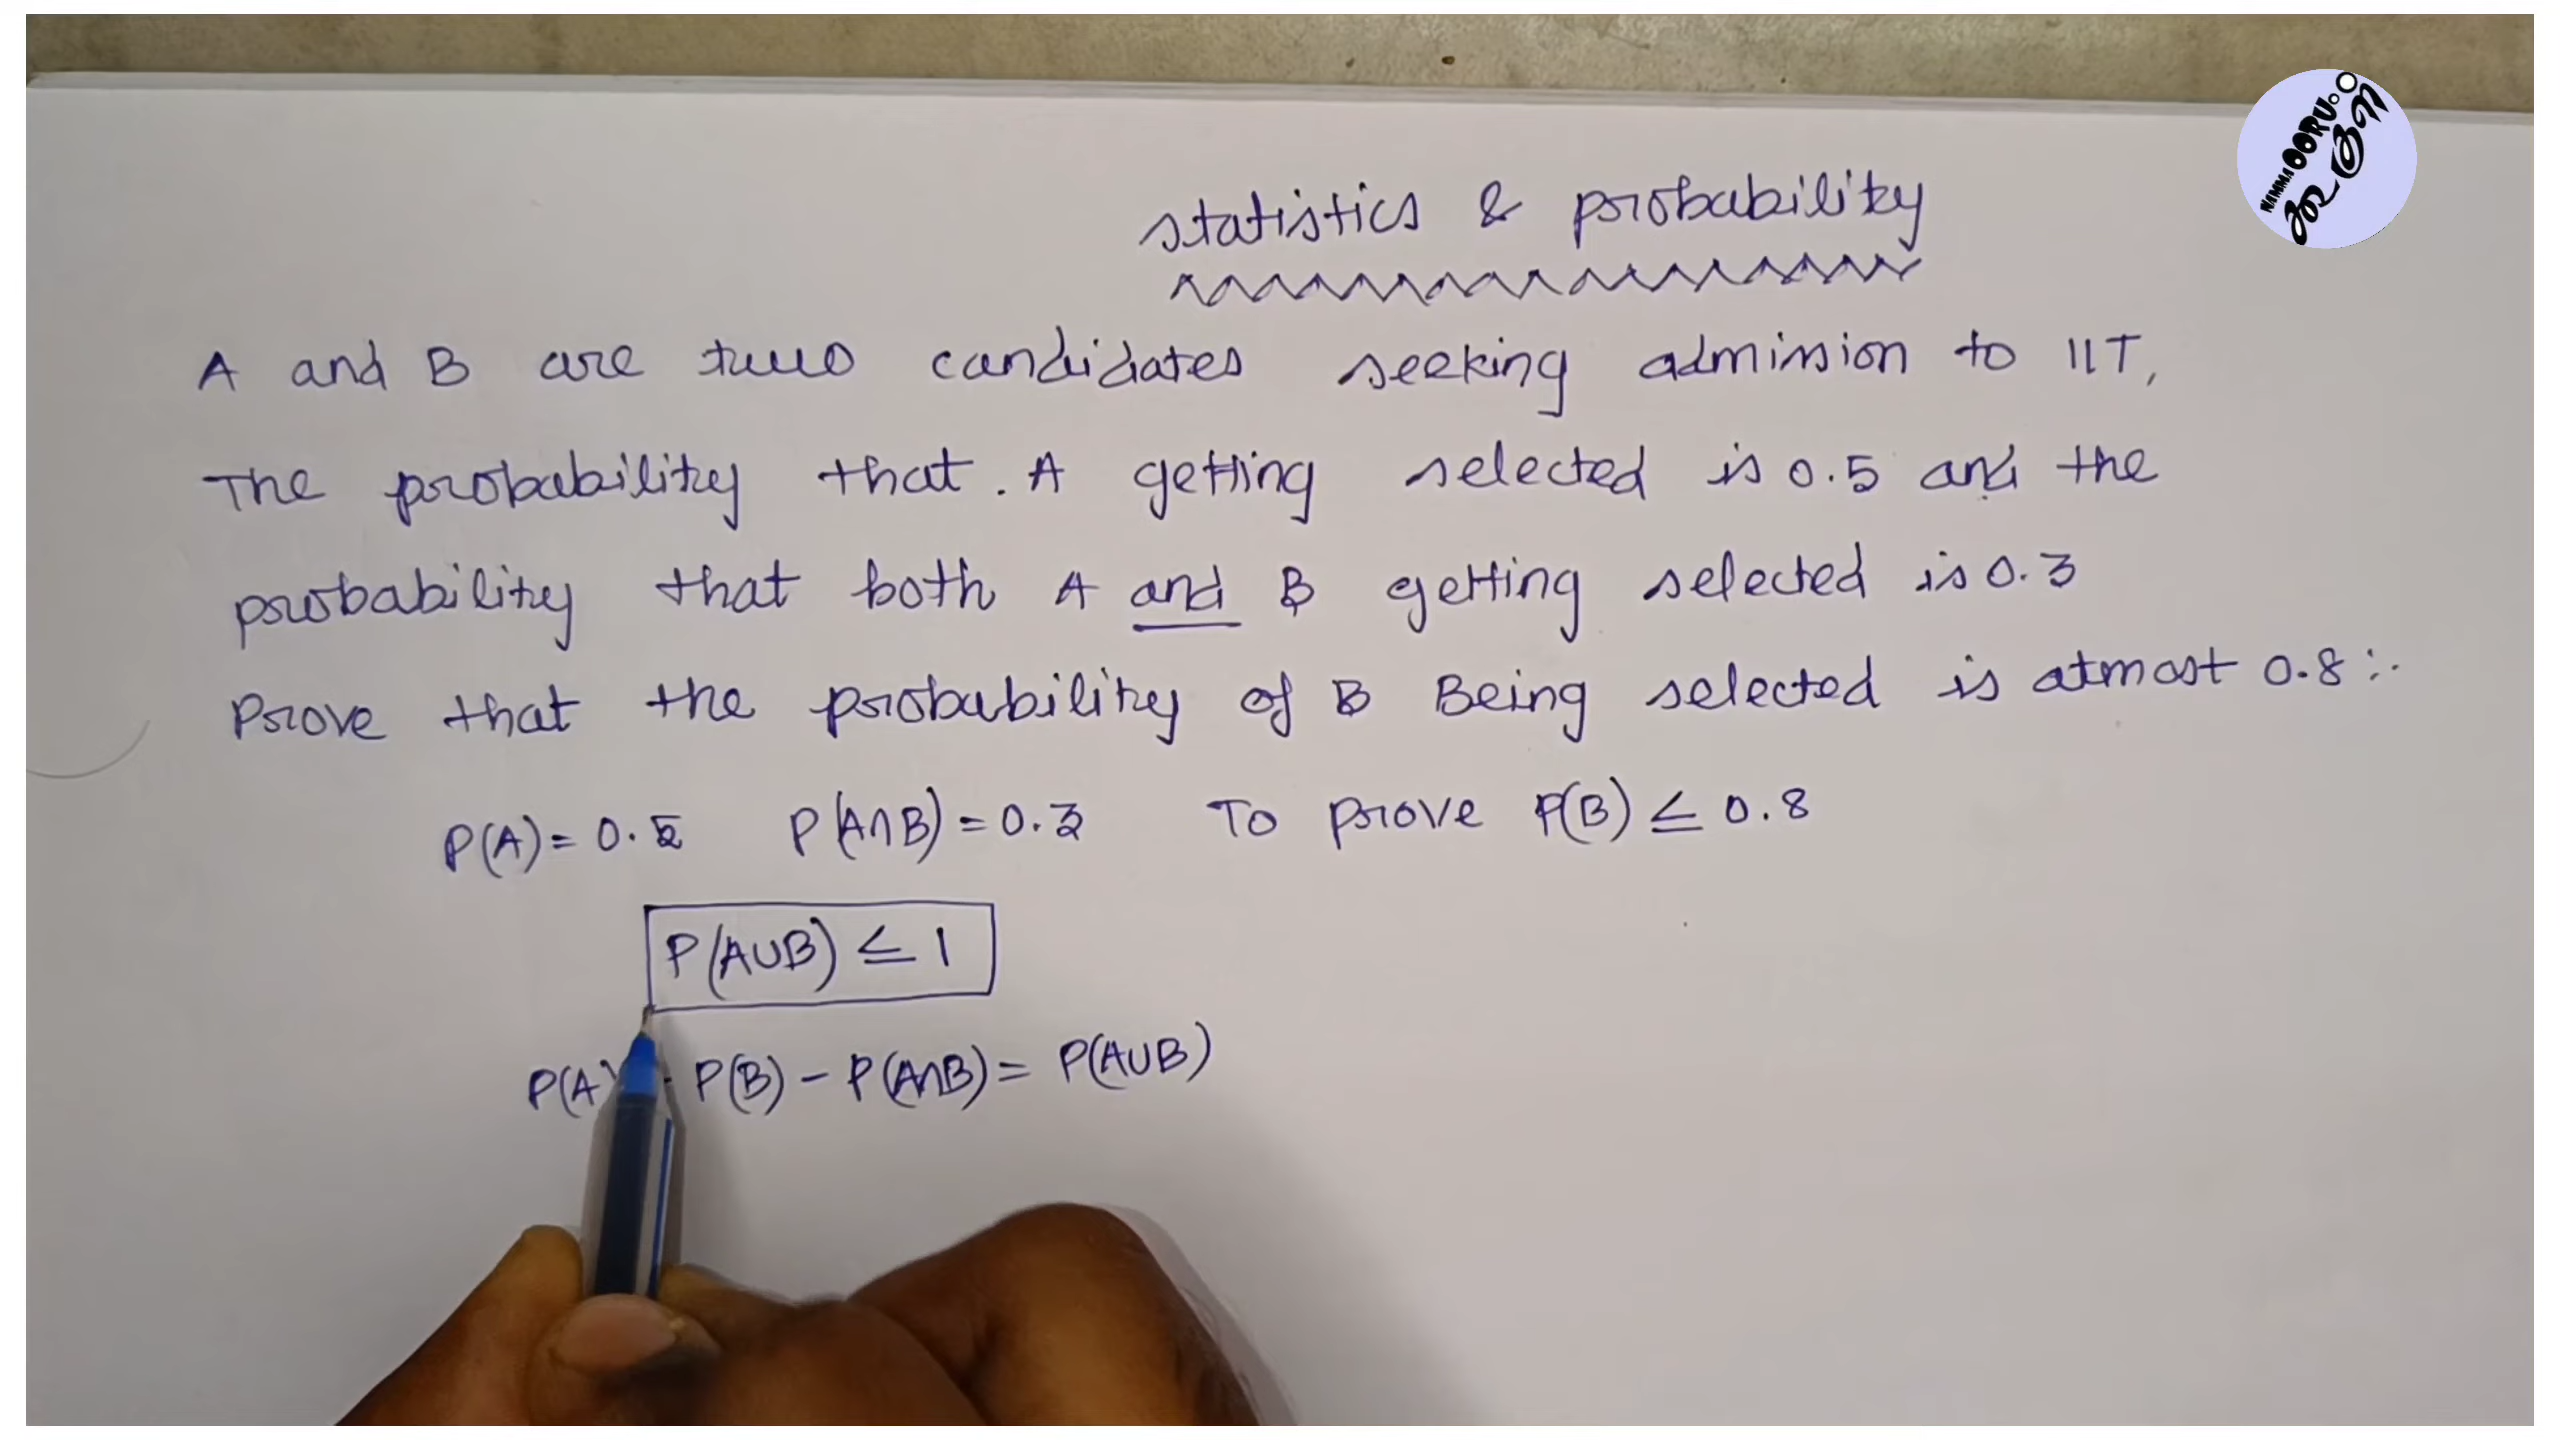 NAMMA OORU
statistics & probability
A and B are two candidates seeking admission to IIT,
The probability that . A getting selected is 0.5 and the
probability that both A and B getting selected is 0.3
Prove that the probability of B Being selected is atmost 0.8 :.
P(A) = 0.5 P(A∩B) = 0.3 To prove P(B) ≤ 0.8
P(A∪B) ≤ 1
P(A) P(B) - P(A∩B) = P(A∪B)